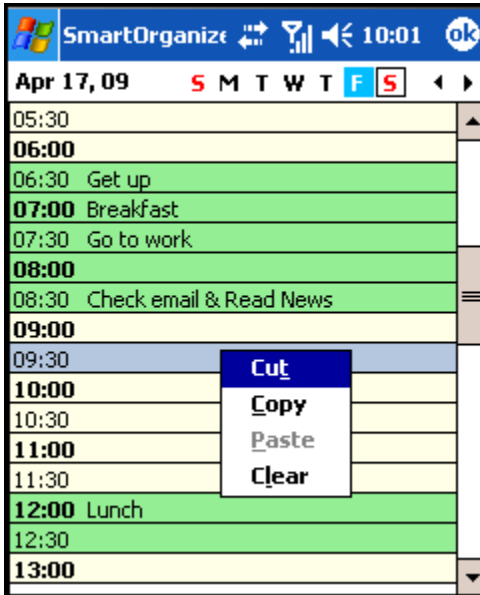 SmartOrganize 10:01 ok
Apr 17, 09 S M T W T F S
05:30
06:00
06:30 Get up
07:00 Breakfast
07:30 Go to work
08:00
08:30 Check email & Read News
09:00
09:30
Cut
10:00
Copy
10:30
Paste
11:00
Clear
11:30
12:00 Lunch
12:30
13:00